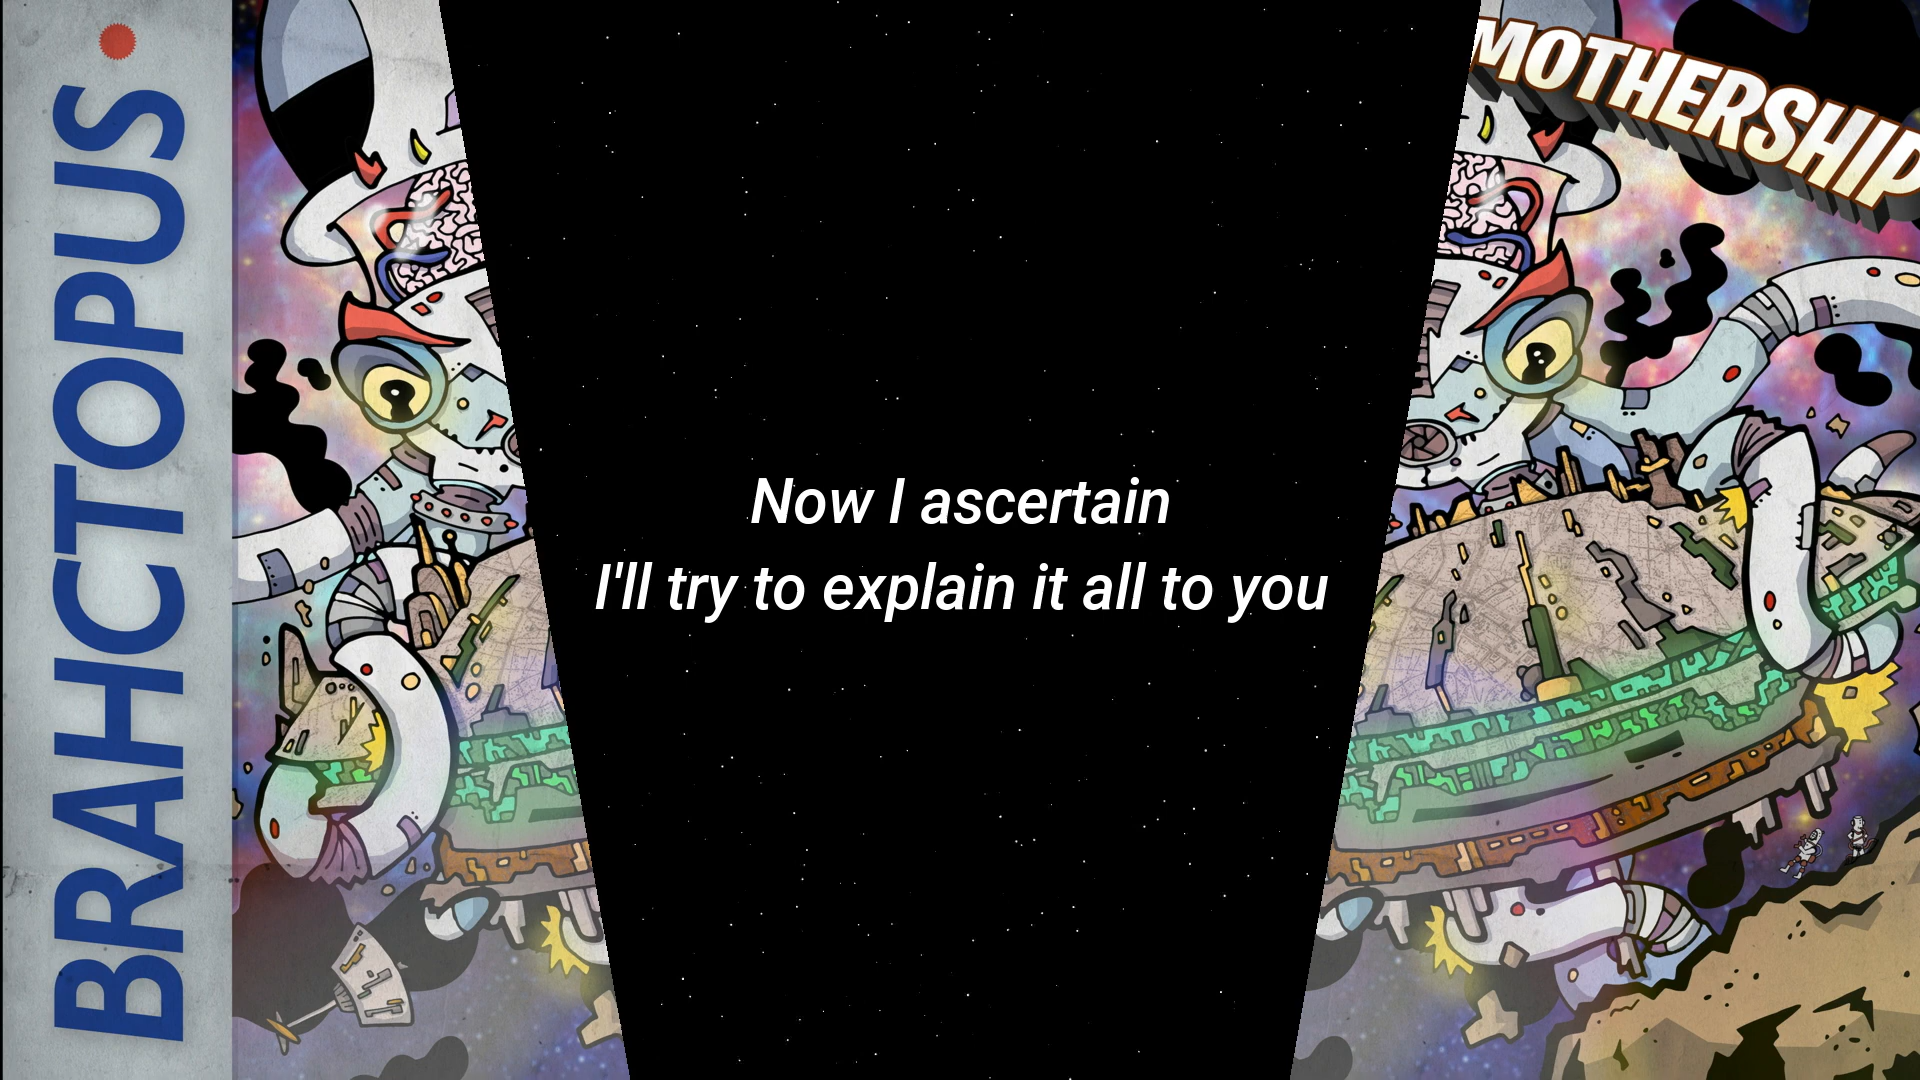 BRAHCTOPUS
MOTHERSHIP
Now I ascertain
I'll try to explain it all to you